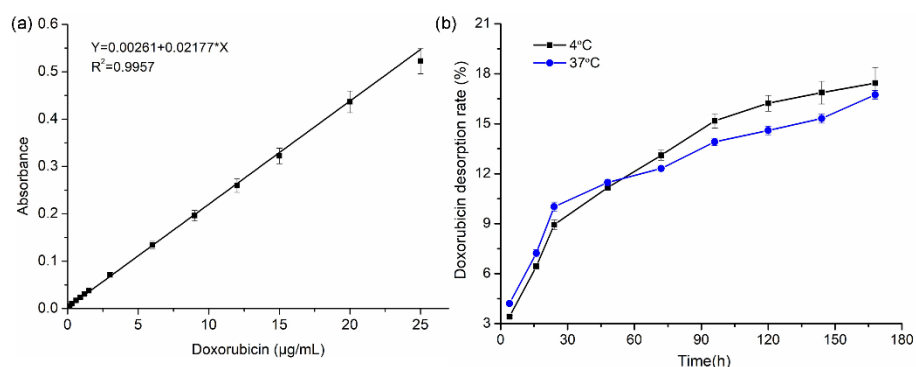 (a)
Y=0.00261+0.02177*X
R²=0.9957
0.6
0.5
0.4
0.3
0.2
0.1
0.0
Absorbance
0 5 10 15 20 25
Doxorubicin (μg/mL)
(b)
4°C
37°C
21
18
15
12
9
6
3
Doxorubicin desorption rate (%)
0 30 60 90 120 150 180
Time(h)